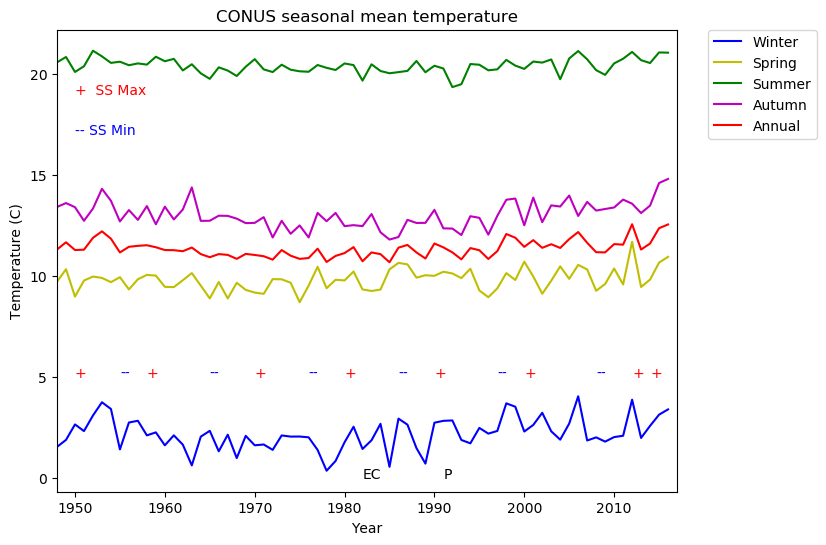 CONUS seasonal mean temperature
Winter
Spring
Summer
Autumn
Annual
+ SS Max
-- SS Min
Temperature (C)
20
15
10
5
0
+ -- + -- + -- + -- + -- + -- + +
EC P
1950 1960 1970 1980 1990 2000 2010
Year